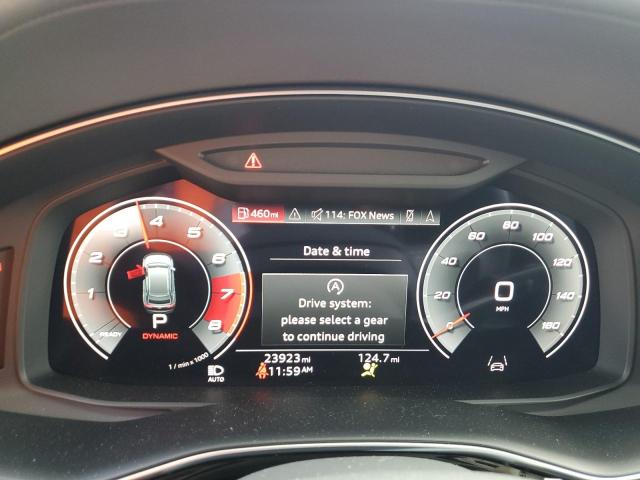 460mi 114: FOX News
Date & time
Drive system:
please select a gear
to continue driving
1 2 3 4 5 6 7 8
READY
P
DYNAMIC
1 / min x 1000
0 20 40 60 80 100 120 140 160
0
MPH
23923mi 124.7mi
AUTO 11:59AM